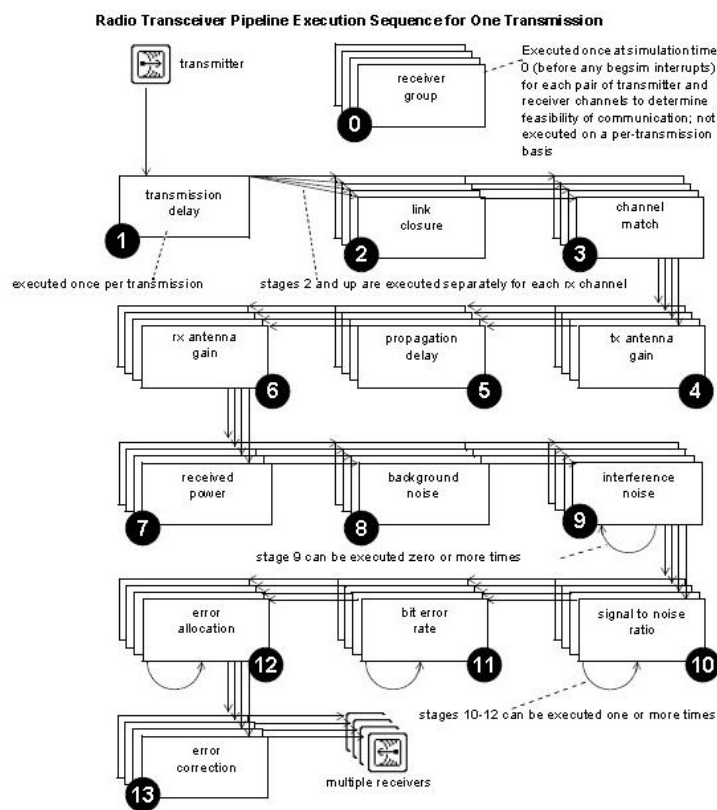 Radio Transceiver Pipeline Execution Sequence for One Transmission
transmitter
receiver
group
0
Executed once at simulation time
0 (before any begsim interrupts)
for each pair of transmitter and
receiver channels to determine
feasibility of communication; not
executed on a per-transmission
basis
transmission
delay
1
link
closure
2
channel
match
3
executed once per transmission
stages 2 and up are executed separately for each rx channel
rx antenna
gain
6
propagation
delay
5
tx antenna
gain
4
received
power
7
background
noise
8
interference
noise
9
stage 9 can be executed zero or more times
error
allocation
12
bit error
rate
11
signal to noise
ratio
10
stages 10-12 can be executed one or more times
error
correction
13
multiple receivers